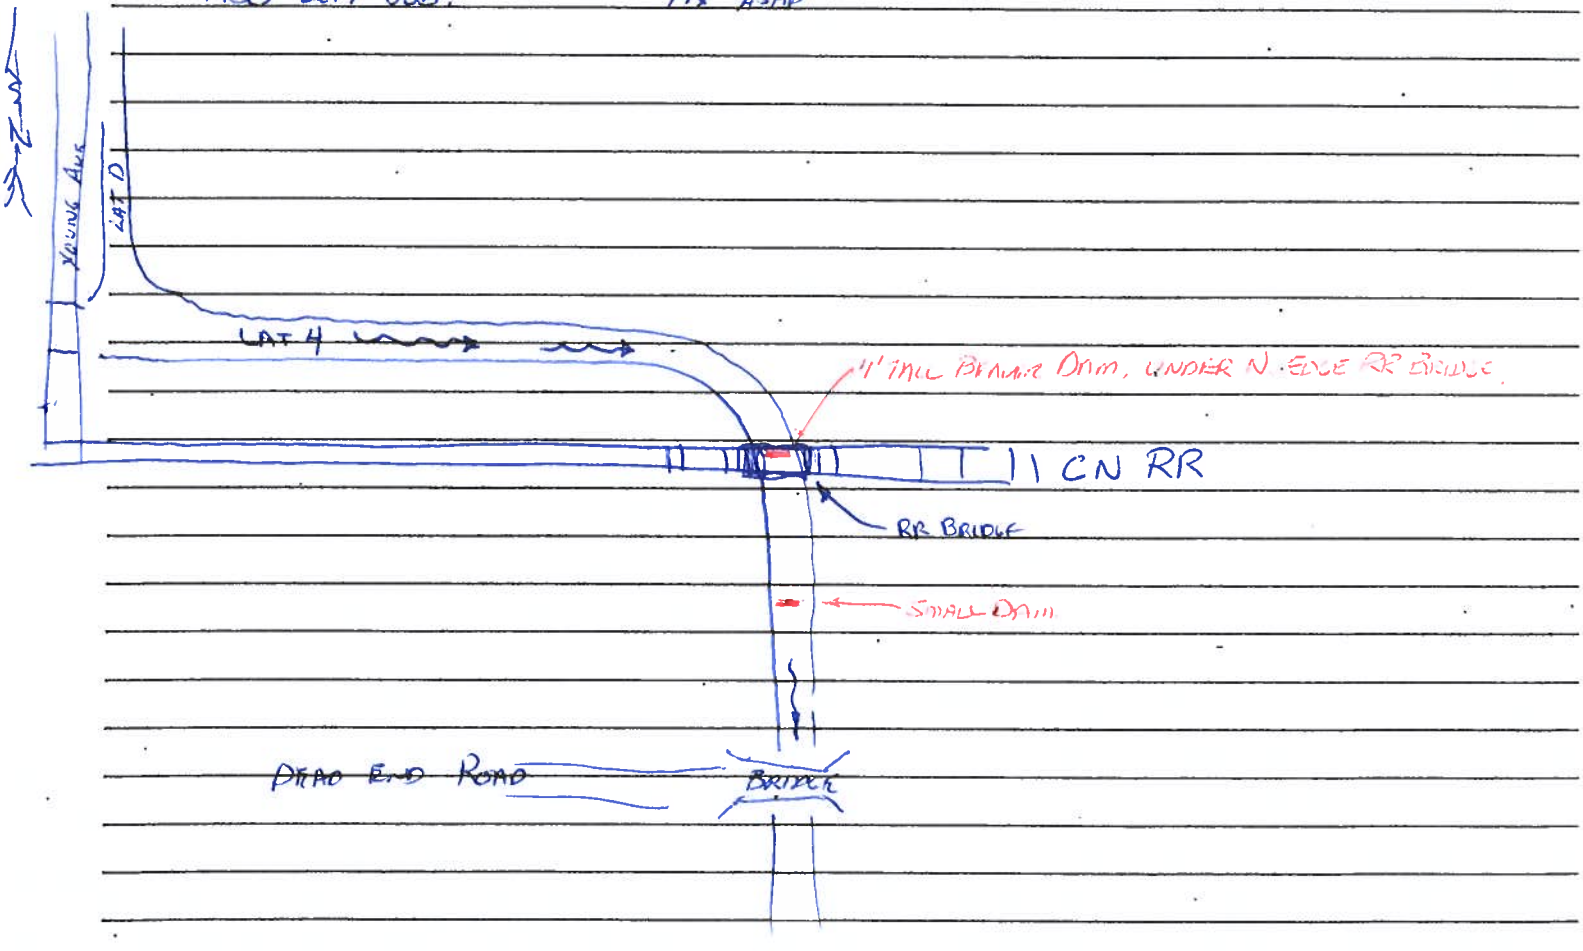 ASAP
N
YOUNG AVE
LAT D
LAT 4
TALL BEAVER DAM, UNDER N. EDGE RR BRIDGE
CN RR
RR BRIDGE
SMALL DAM
DEAD END ROAD
BRIDGE